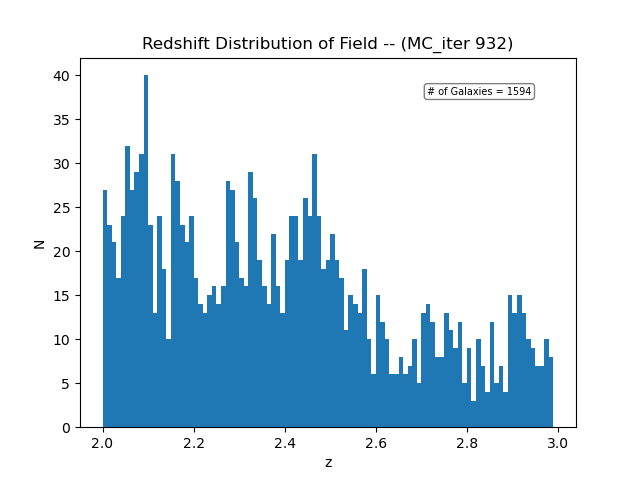 Redshift Distribution of Field -- (MC_iter 932)
# of Galaxies = 1594
N
40
35
30
25
20
15
10
5
0
2.0 2.2 2.4 2.6 2.8 3.0
z